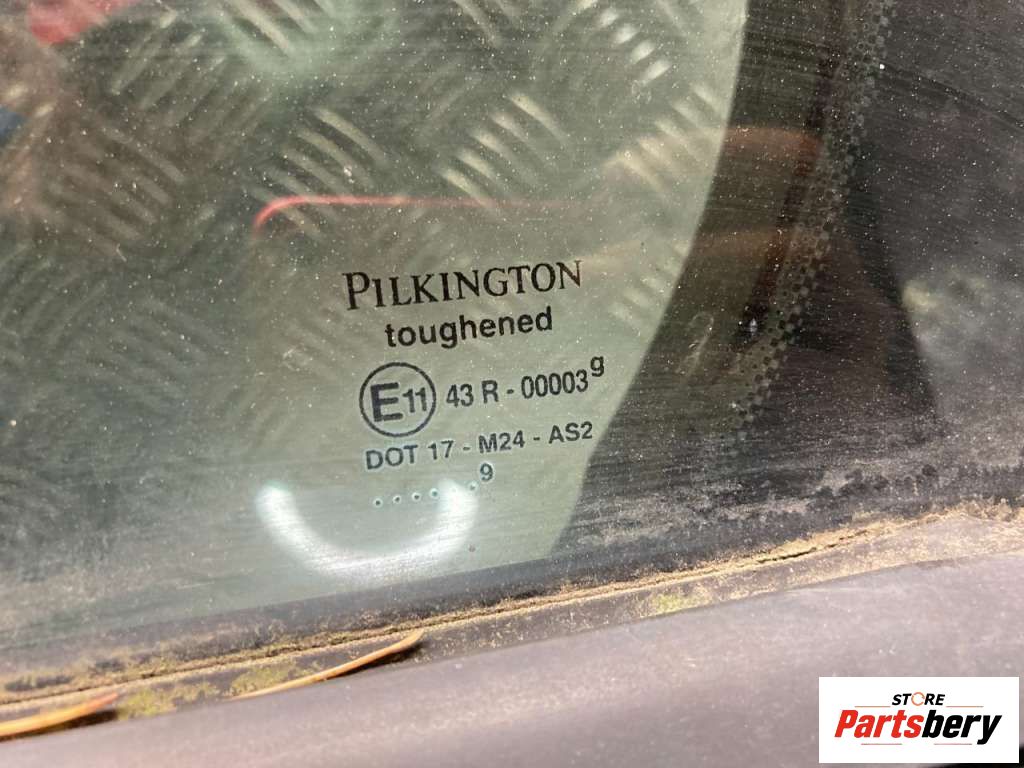 PILKINGTON
toughened
E11 43 R - 00003 g
DOT 17 - M24 - AS2
. . . . . . 9
STORE
Partsbery